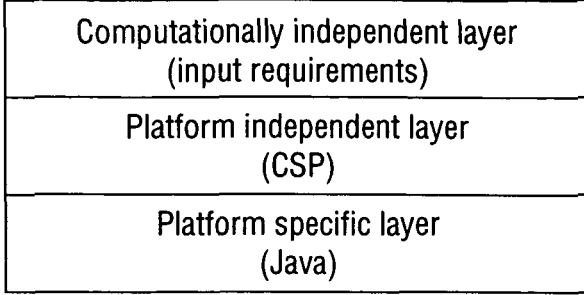 Computationally independent layer
(input requirements)
Platform independent layer
(CSP)
Platform specific layer
(Java)